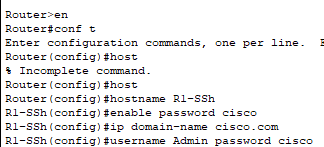 Router>en
Router#conf t
Enter configuration commands, one per line.
Router(config)#host
% Incomplete command.
Router(config)#host
Router(config)#hostname R1-SSh
R1-SSh(config)#enable password cisco
R1-SSh(config)#ip domain-name cisco.com
R1-SSh(config)#username Admin password cisco